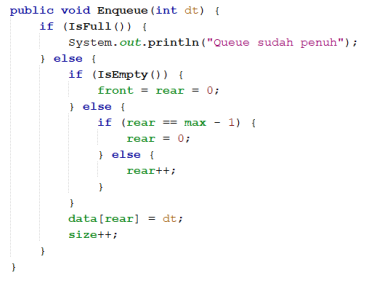 public void Enqueue(int dt) {
    if (IsFull()) {
        System.out.println("Queue sudah penuh");
    } else {
        if (IsEmpty()) {
            front = rear = 0;
        } else {
            if (rear == max - 1) {
                rear = 0;
            } else {
                rear++;
            }
        }
        data[rear] = dt;
        size++;
    }
}